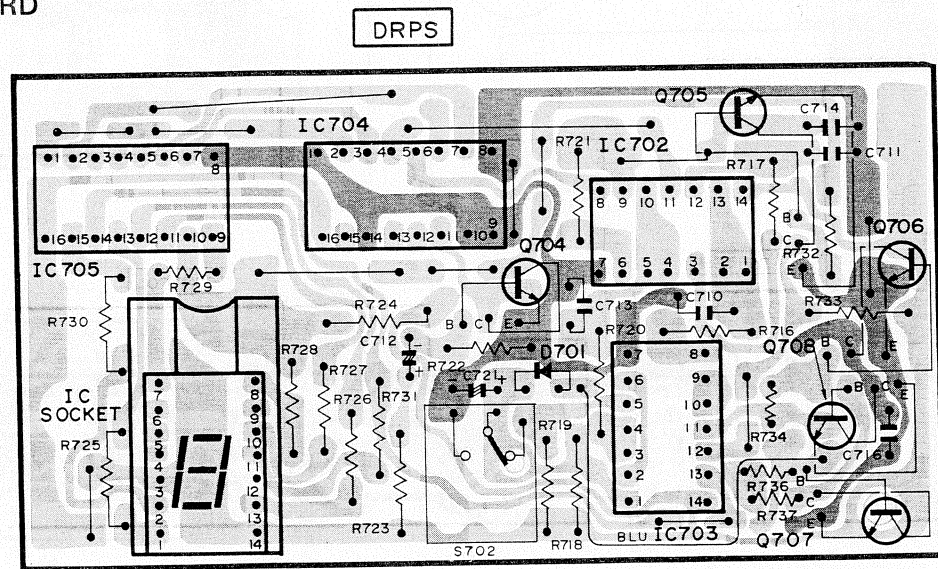 RD
DRPS
Q705
C714
IC704
R721
IC702
R717
C711
1 2 3 4 5 6 7
8
1 2 3 4 5 6 7 8
8 9 10 11 12 13 14
B
C
Q706
16 15 14 13 12 11 10 9
16 15 14 13 12 11 10
9
Q704
R732
7 6 5 4 3 2 1
E
IC705
R729
R730
R724
B C E
C713
C710
R733
R720
R716
C712
+
R722
D701
Q708
B C E
R728
R727
- C721 +
7 8
6 9
5 10
4 11
3 12
2 13
1 14
B C E
IC
SOCKET
R726
R731
R719
R734
C716
7 8
6 9
5 10
4 11
3 12
2 13
1 14
R725
R736
B
R737
C
E
R723
S702
R718
BLU
IC703
Q707